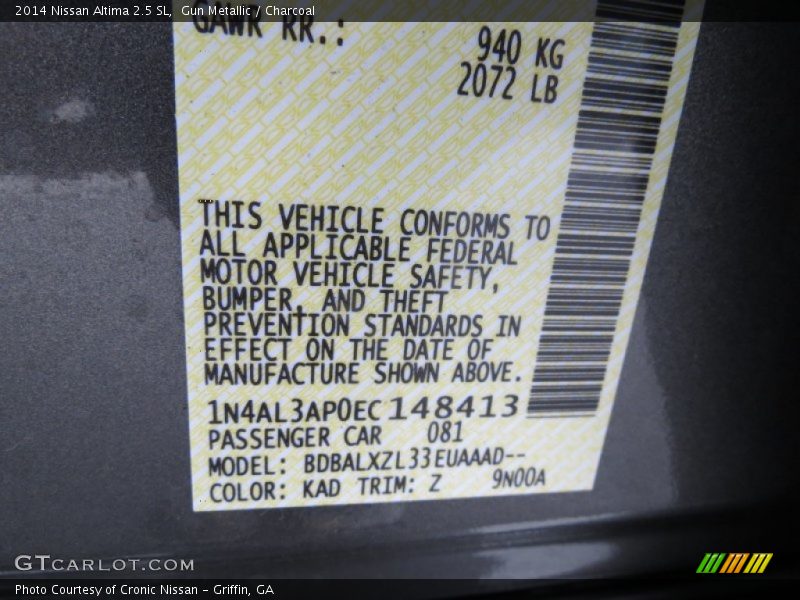 2014 Nissan Altima 2.5 SL, Gun Metallic / Charcoal
GAWR RR.:
940 KG
2072 LB
THIS VEHICLE CONFORMS TO
ALL APPLICABLE FEDERAL
MOTOR VEHICLE SAFETY,
BUMPER, AND THEFT
PREVENTION STANDARDS IN
EFFECT ON THE DATE OF
MANUFACTURE SHOWN ABOVE.
1N4AL3AP0EC148413
PASSENGER CAR 081
MODEL: BDBALXZL33EUAAAD--
COLOR: KAD TRIM: Z 9N00A
GTCARLOT.COM
Photo Courtesy of Cronic Nissan - Griffin, GA